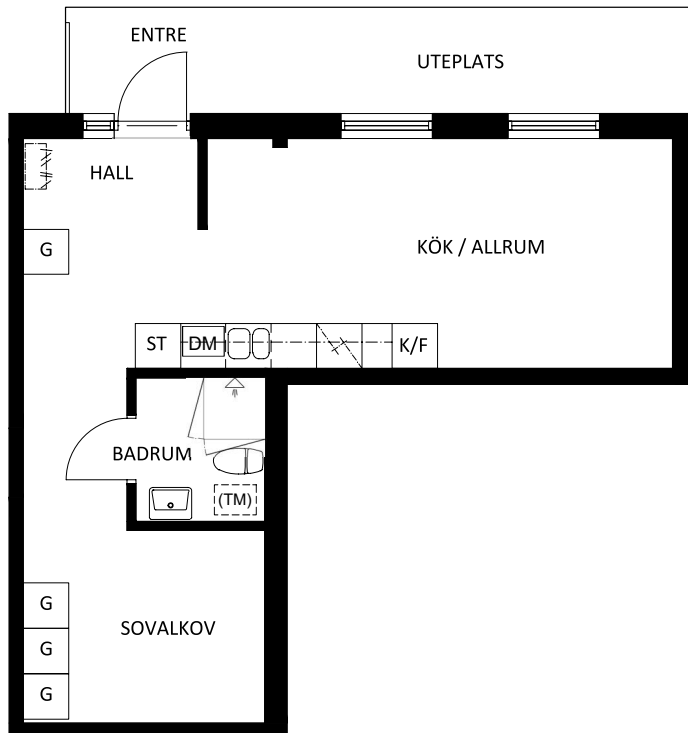 ENTRE
UTEPLATS
HALL
G
KÖK / ALLRUM
ST
DM
K/F
BADRUM
(TM)
G
SOVALKOV
G
G